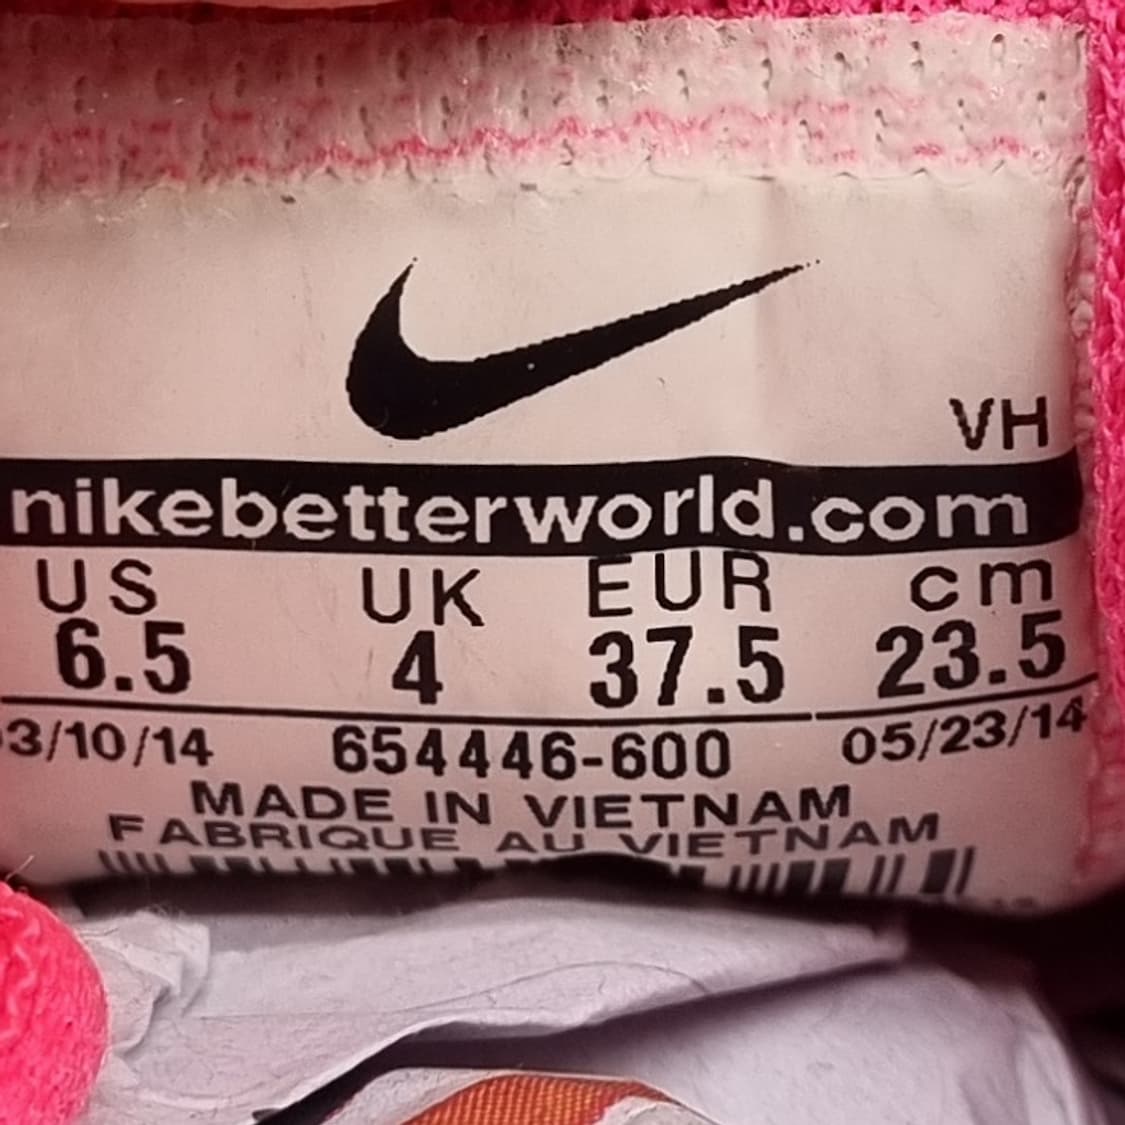 VH
nikebetterworld.com
US UK EUR cm
6.5 4 37.5 23.5
3/10/14 654446-600 05/23/14
MADE IN VIETNAM
FABRIQUE AU VIETNAM